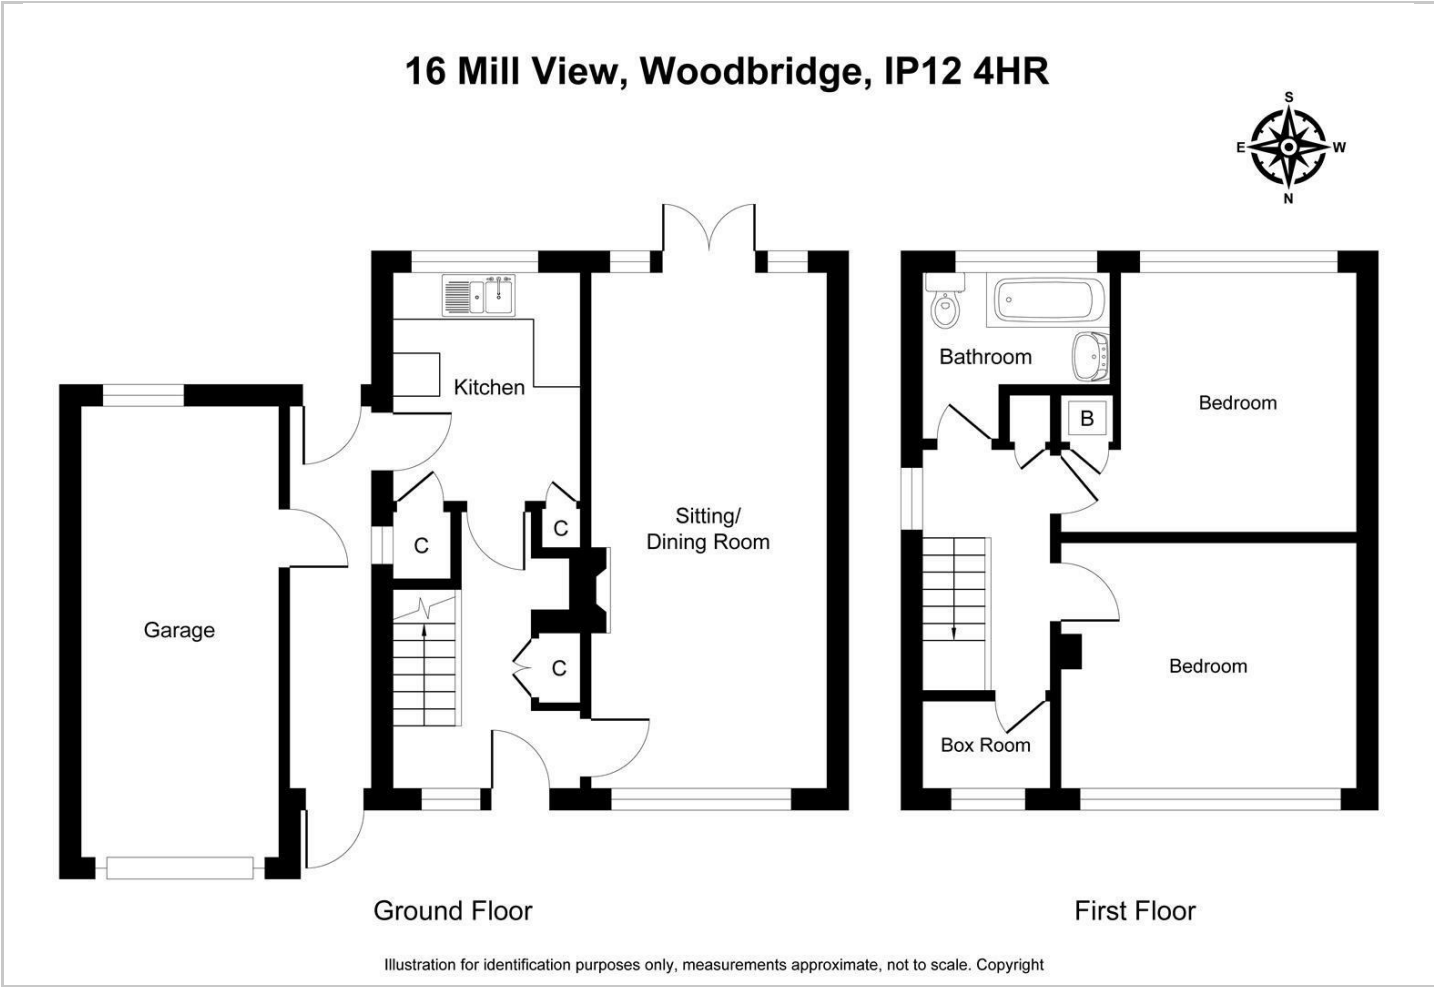 16 Mill View, Woodbridge, IP12 4HR
S
E W
N
Kitchen
C
C
C
Sitting/
Dining Room
Garage
Bathroom
B
Bedroom
Bedroom
Box Room
Ground Floor
First Floor
Illustration for identification purposes only, measurements approximate, not to scale. Copyright